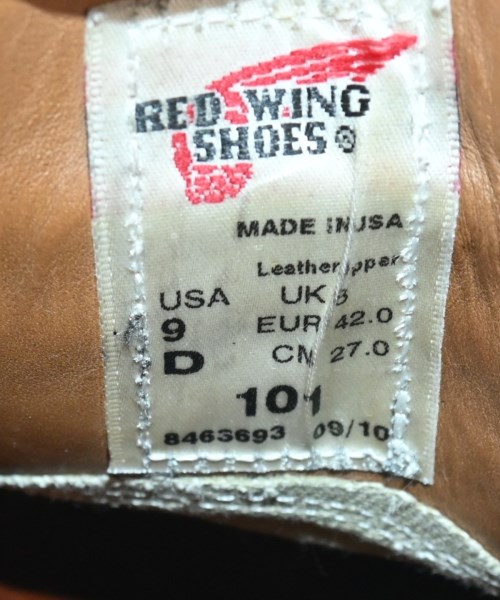 RED WING
SHOES®
MADE IN USA
Leather upper
USA UK 8
9 EUR 42.0
D CM 27.0
101
8463693 09/10